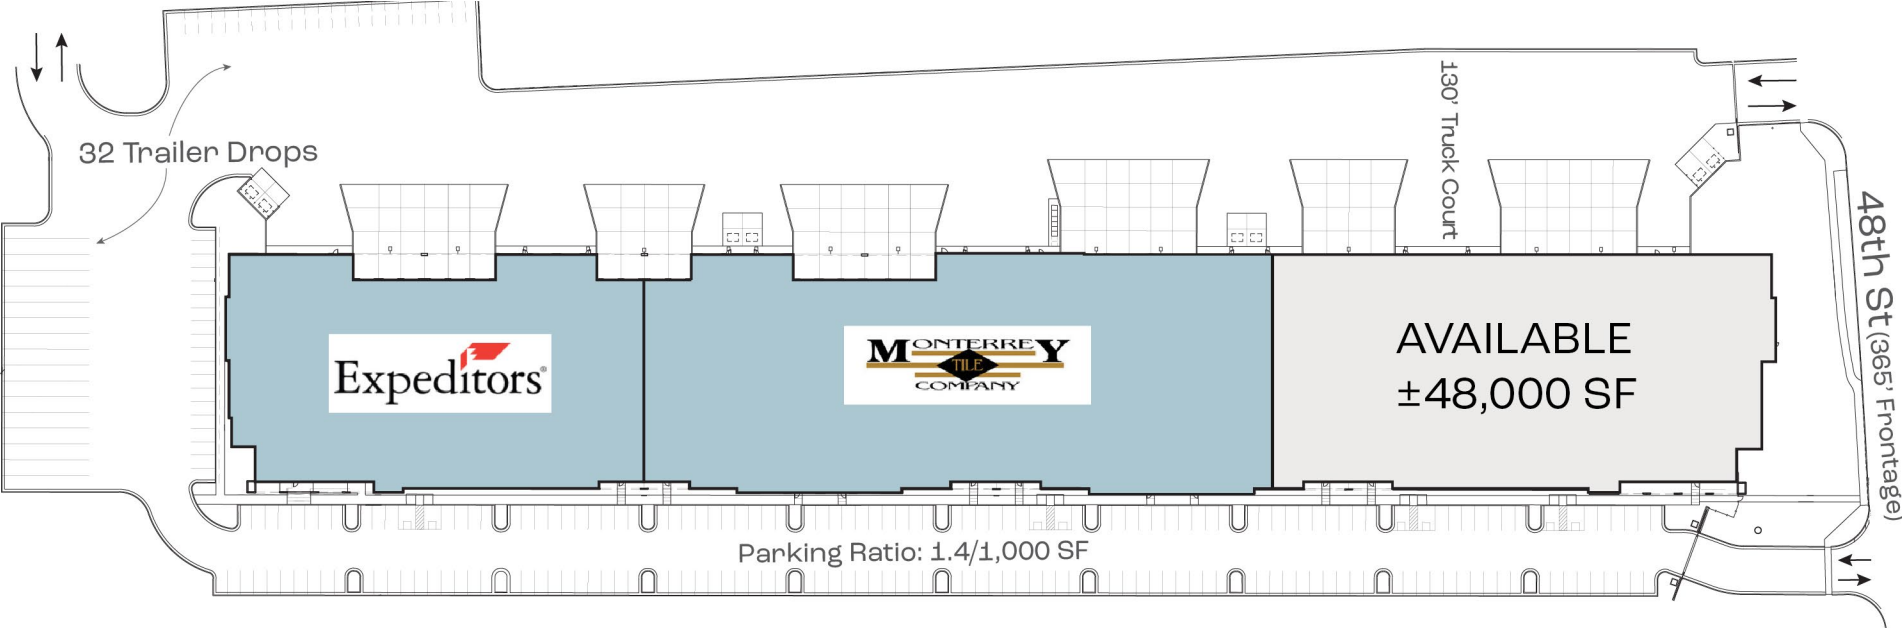 32 Trailer Drops
130' Truck Court
48th St (365' Frontage)
Expeditors®
MONTERREY
TILE
COMPANY
AVAILABLE
±48,000 SF
Parking Ratio: 1.4/1,000 SF